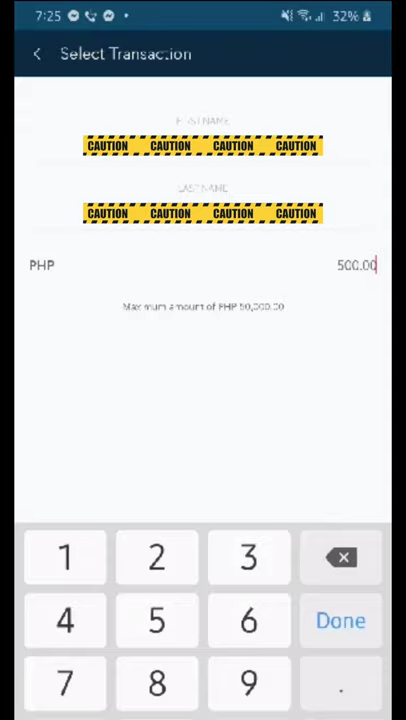 7:25 32%
Select Transaction
FIRST NAME
CAUTION CAUTION CAUTION CAUTION
LAST NAME
CAUTION CAUTION CAUTION CAUTION
PHP 500.00
Maximum amount of PHP 50,000.00
1 2 3
4 5 6 Done
7 8 9 .